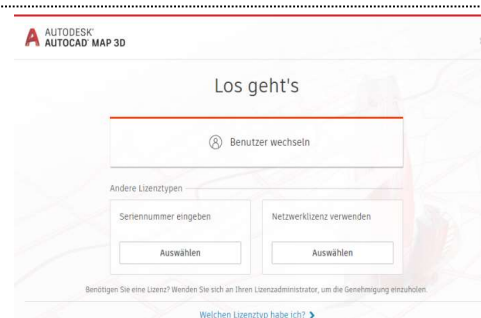 AUTODESK®
AUTOCAD® MAP 3D
Los geht's
Benutzer wechseln
Andere Lizenztypen
Seriennummer eingeben
Auswählen
Netzwerklizenz verwenden
Auswählen
Benötigen Sie eine Lizenz? Wenden Sie sich an Ihren Lizenzadministrator, um die Genehmigung einzuholen.
Welchen Lizenztyp habe ich?